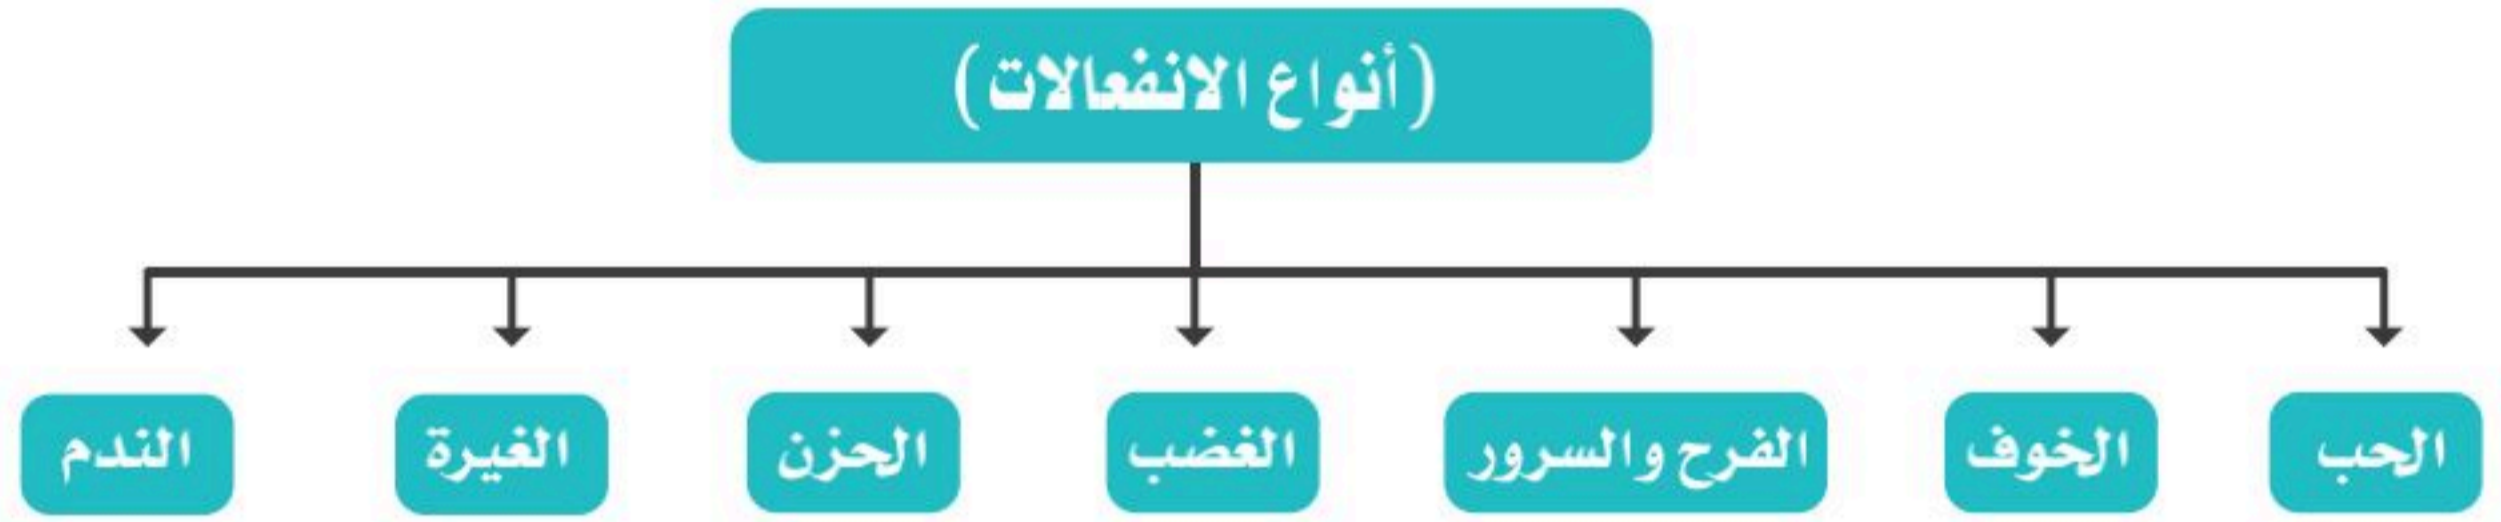 (أنواع الانفعالات)
الحب
الخوف
الفرح والسرور
الغضب
الحزن
الغيرة
الندم